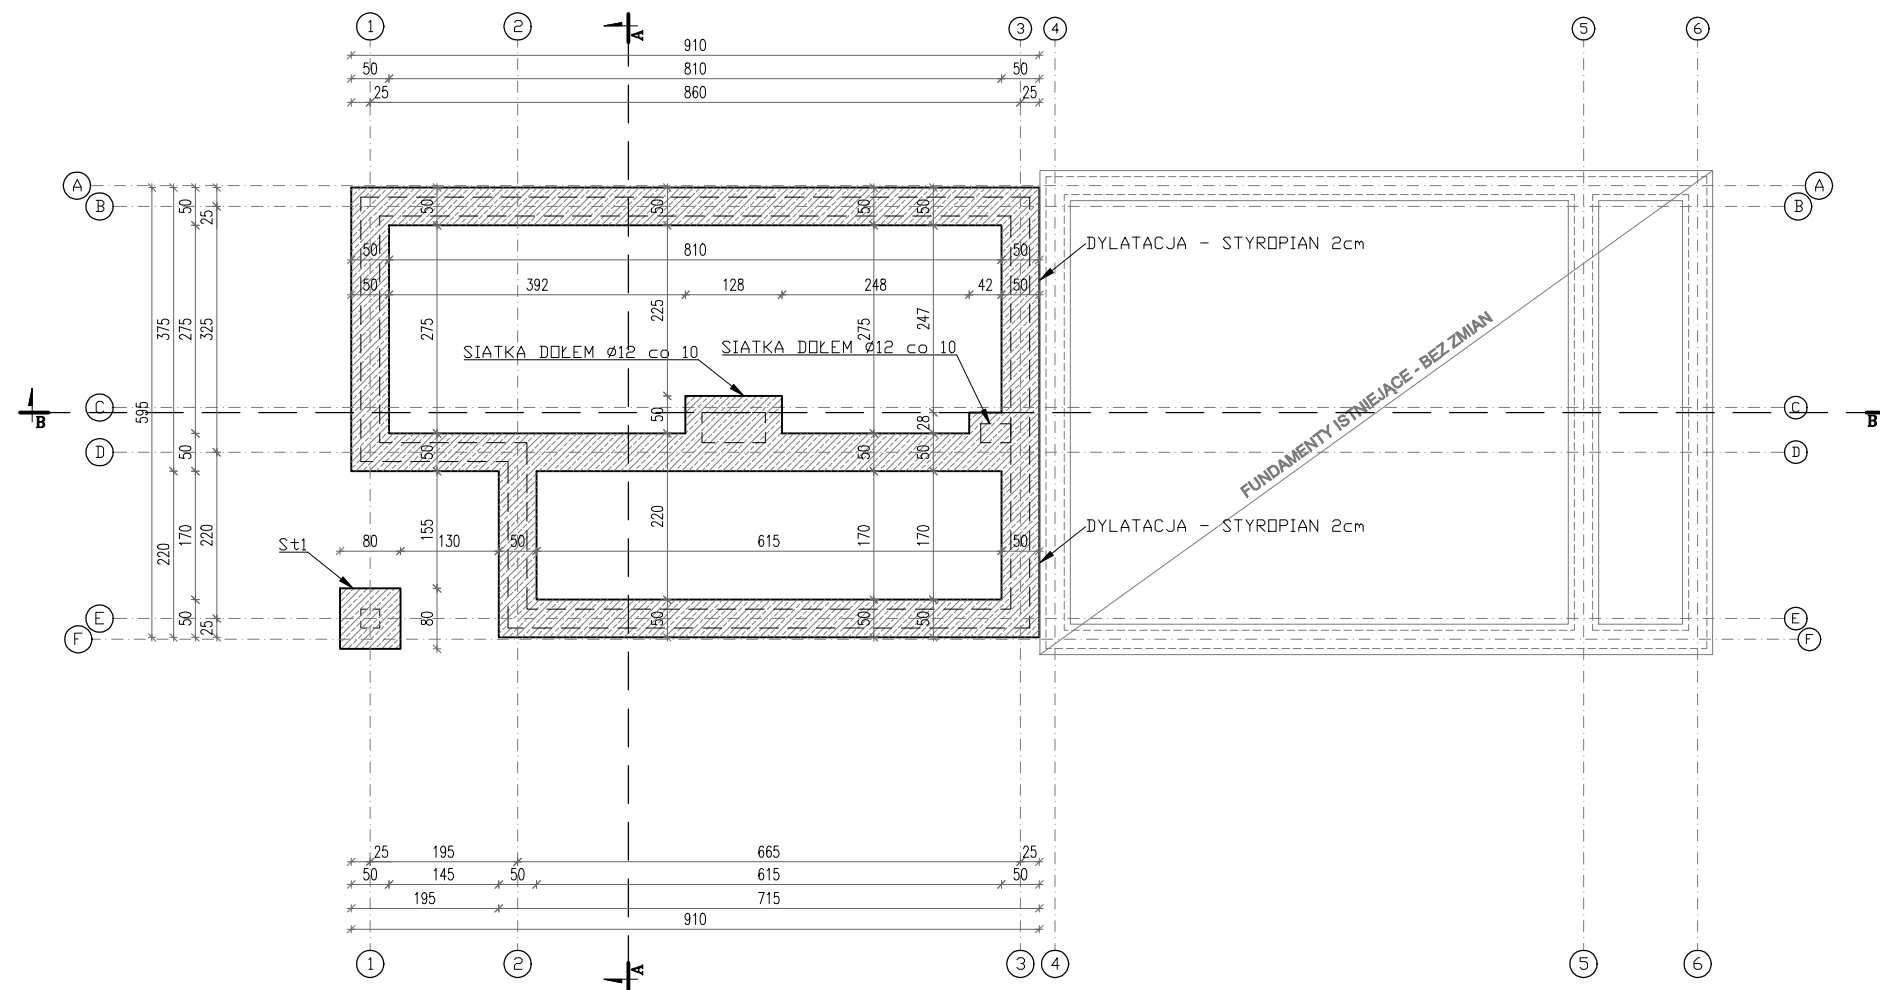 1 2 A 3 4 5 6
910
50 810 50
25 860 25
A A
B B
50 25 50 50 50 50
DYLATACJA - STYROPIAN 2cm
50 810 50
50 392 128 248 42 50
375 275 325 275 225 275 247
SIATKA DOŁEM ø12 co 10 SIATKA DOŁEM ø12 co 10
FUNDAMENTY ISTNIEJĄCE - BEZ ZMIAN
C C
B 595 50 28 B
D 50 50 50 50 D
DYLATACJA - STYROPIAN 2cm
220 170 220 155 220 170 170
St1 80 130 50 615 50
E E
50 25 80 50 50 50
F F
25 195 665 25
50 145 50 615 50
195 715
910
1 2 A 3 4 5 6